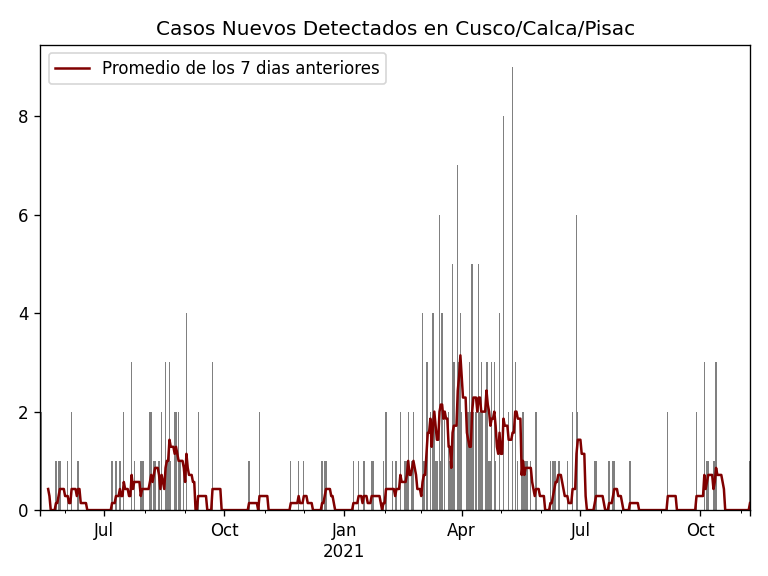 Casos Nuevos Detectados en Cusco/Calca/Pisac
Promedio de los 7 dias anteriores
8
6
4
2
0
Jul Oct Jan Apr Jul Oct
2021